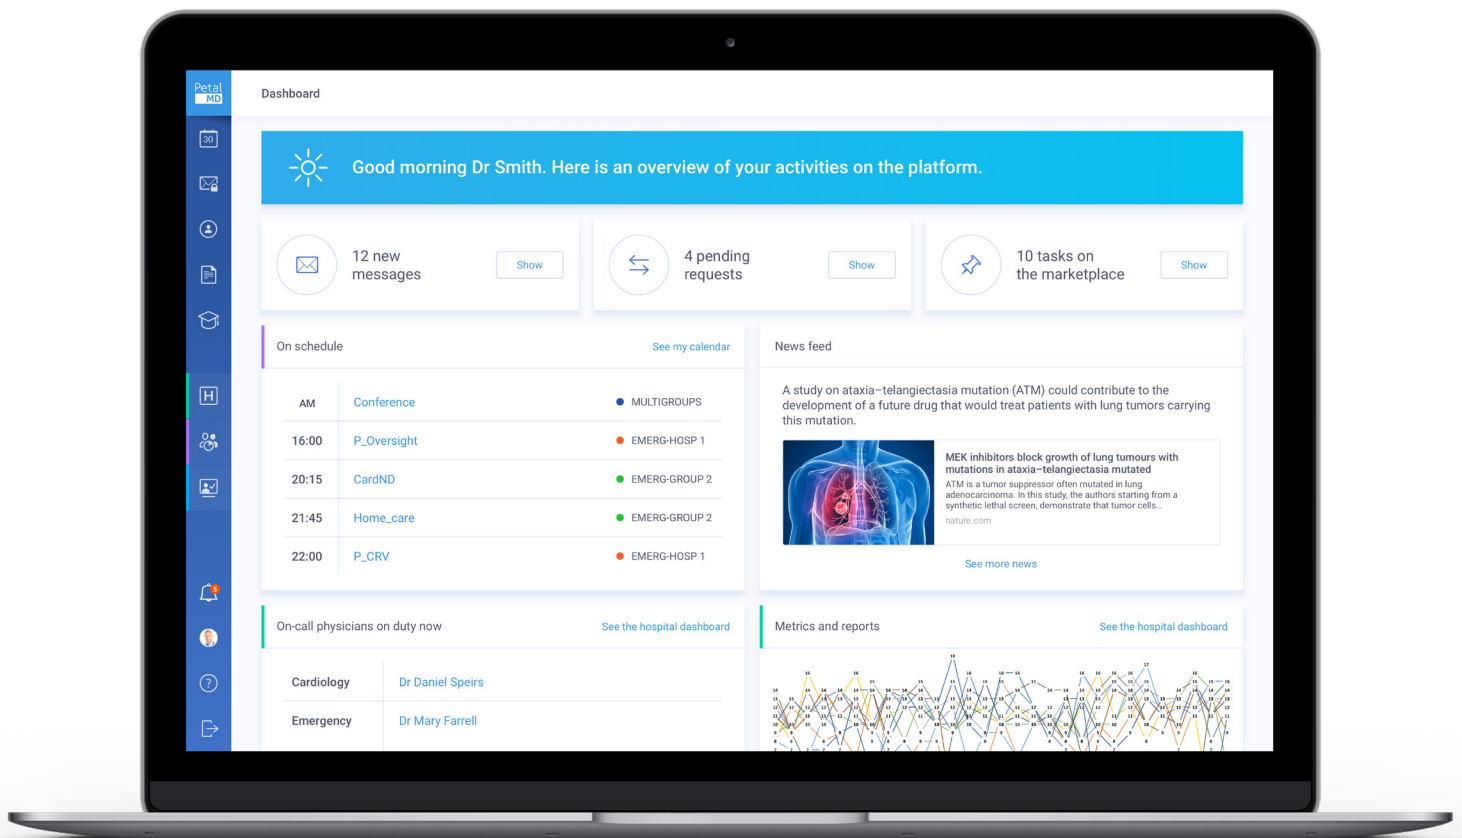 Petal
MD
Dashboard
30
Good morning Dr Smith. Here is an overview of your activities on the platform.
12 new
messages
Show
4 pending
requests
Show
10 tasks on
the marketplace
Show
On schedule
See my calendar
AM Conference MULTIGROUPS
16:00 P_Oversight EMERG-HOSP 1
20:15 CardND EMERG-GROUP 2
21:45 Home_care EMERG-GROUP 2
22:00 P_CRV EMERG-HOSP 1
News feed
A study on ataxia–telangiectasia mutation (ATM) could contribute to the
development of a future drug that would treat patients with lung tumors carrying
this mutation.
MEK inhibitors block growth of lung tumours with
mutations in ataxia–telangiectasia mutated
ATM is a tumor suppressor often mutated in lung
adenocarcinoma. In this study, the authors starting from a
synthetic lethal screen, demonstrate that tumor cells...
nature.com
See more news
H
5
?
On-call physicians on duty now
See the hospital dashboard
Cardiology Dr Daniel Speirs
Emergency Dr Mary Farrell
Metrics and reports
See the hospital dashboard